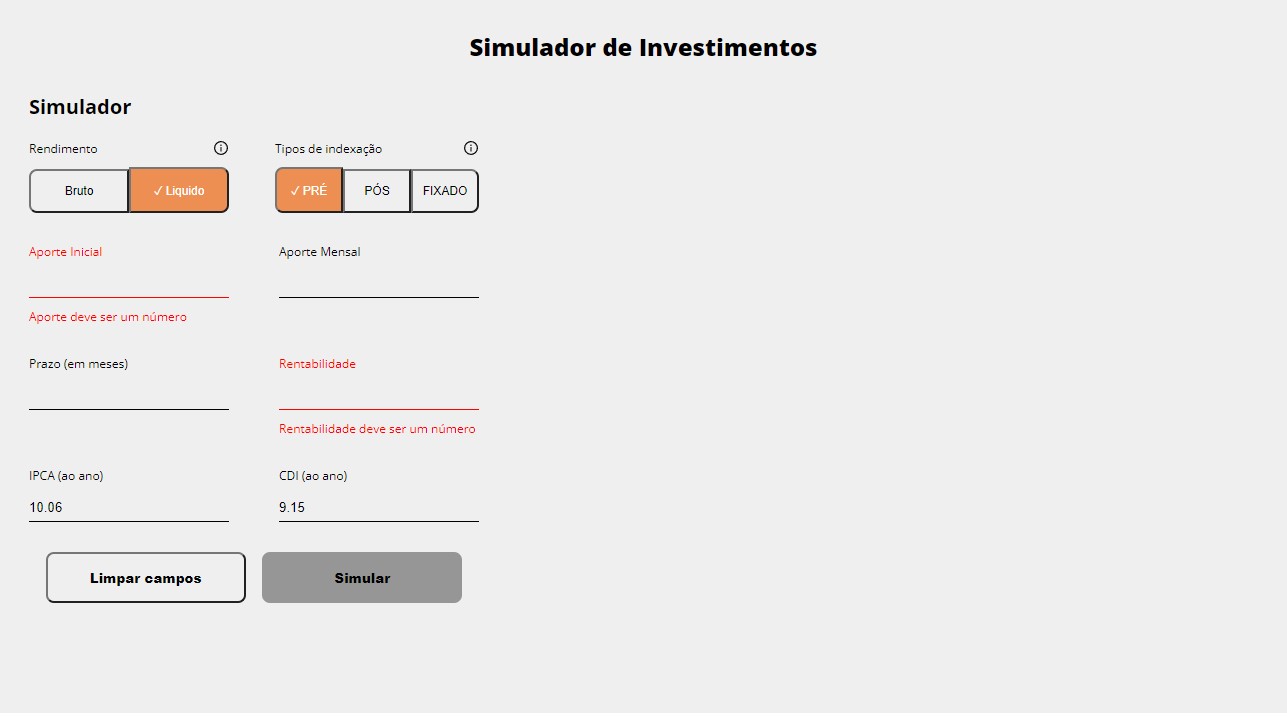 Simulador de Investimentos
Simulador
Rendimento
Tipos de indexação
Bruto
✓ Liquido
✓ PRÉ
PÓS
FIXADO
Aporte Inicial
Aporte Mensal
Aporte deve ser um número
Prazo (em meses)
Rentabilidade
Rentabilidade deve ser um número
IPCA (ao ano)
CDI (ao ano)
10.06
9.15
Limpar campos
Simular